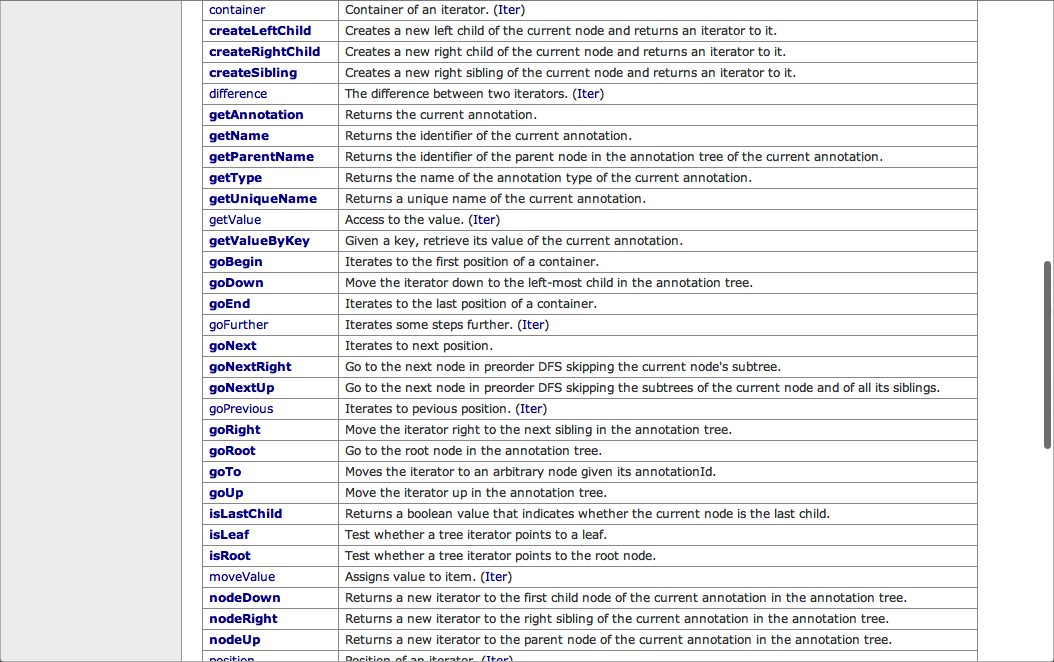 container Container of an iterator. (Iter)
createLeftChild Creates a new left child of the current node and returns an iterator to it.
createRightChild Creates a new right child of the current node and returns an iterator to it.
createSibling Creates a new right sibling of the current node and returns an iterator to it.
difference The difference between two iterators. (Iter)
getAnnotation Returns the current annotation.
getName Returns the identifier of the current annotation.
getParentName Returns the identifier of the parent node in the annotation tree of the current annotation.
getType Returns the name of the annotation type of the current annotation.
getUniqueName Returns a unique name of the current annotation.
getValue Access to the value. (Iter)
getValueByKey Given a key, retrieve its value of the current annotation.
goBegin Iterates to the first position of a container.
goDown Move the iterator down to the left-most child in the annotation tree.
goEnd Iterates to the last position of a container.
goFurther Iterates some steps further. (Iter)
goNext Iterates to next position.
goNextRight Go to the next node in preorder DFS skipping the current node's subtree.
goNextUp Go to the next node in preorder DFS skipping the subtrees of the current node and of all its siblings.
goPrevious Iterates to pevious position. (Iter)
goRight Move the iterator right to the next sibling in the annotation tree.
goRoot Go to the root node in the annotation tree.
goTo Moves the iterator to an arbitrary node given its annotationId.
goUp Move the iterator up in the annotation tree.
isLastChild Returns a boolean value that indicates whether the current node is the last child.
isLeaf Test whether a tree iterator points to a leaf.
isRoot Test whether a tree iterator points to the root node.
moveValue Assigns value to item. (Iter)
nodeDown Returns a new iterator to the first child node of the current annotation in the annotation tree.
nodeRight Returns a new iterator to the right sibling of the current annotation in the annotation tree.
nodeUp Returns a new iterator to the parent node of the current annotation in the annotation tree.
position Position of an iterator. (Iter)